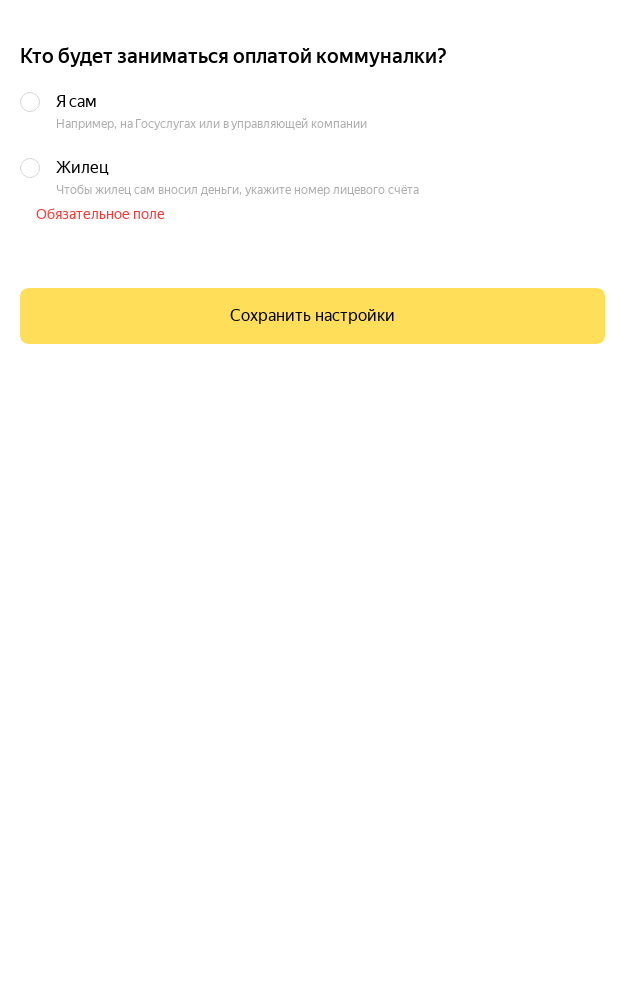 Кто будет заниматься оплатой коммуналки?
Я сам
Например, на Госуслугах или в управляющей компании
Жилец
Чтобы жилец сам вносил деньги, укажите номер лицевого счёта
Обязательное поле
Сохранить настройки